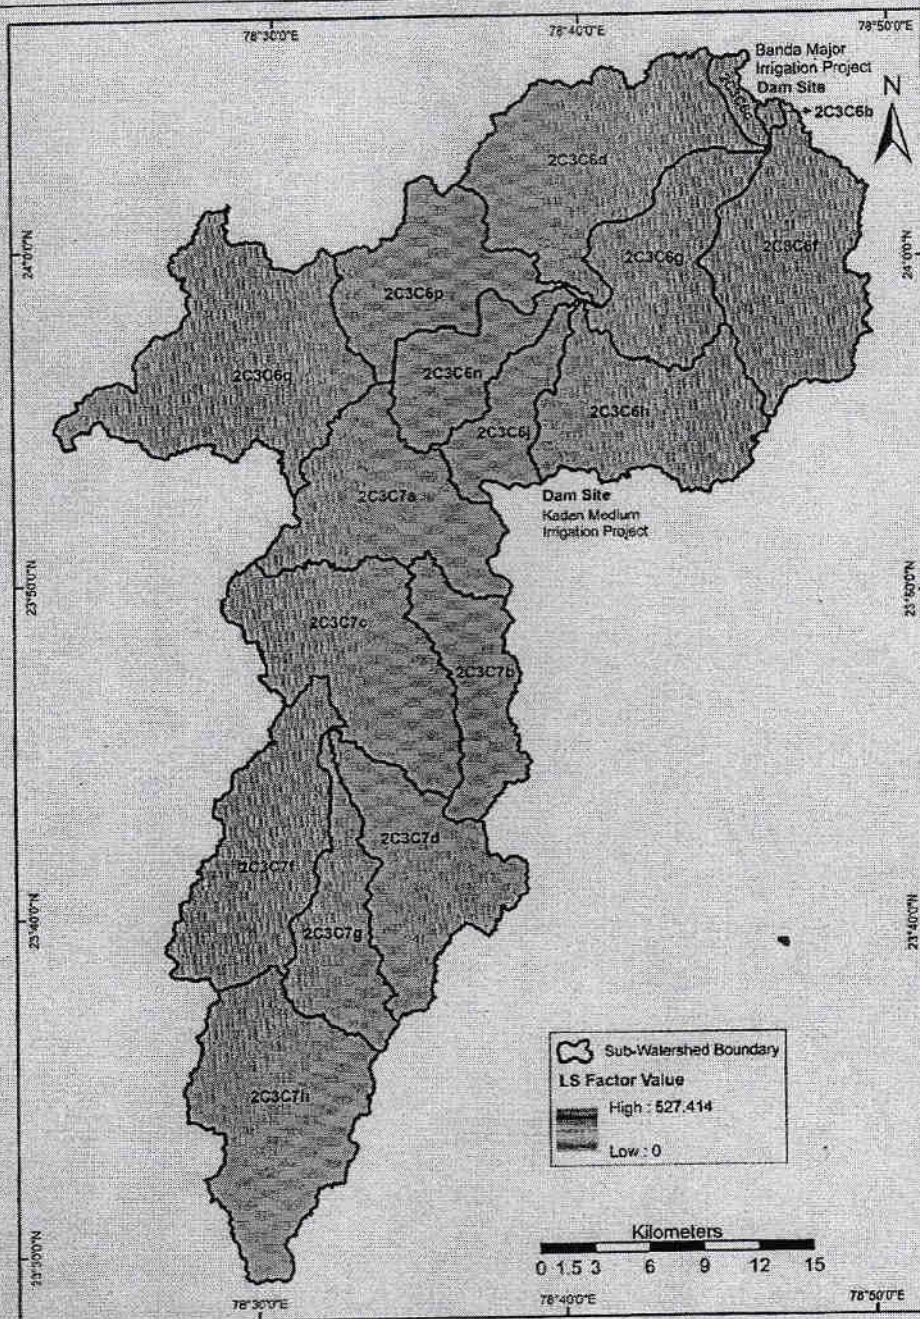 78°30'0"E
78°40'0"E
78°50'0"E
Banda Major
Irrigation Project
Dam Site
N
2C3C6b
2C3C6d
24°0'0"N
2C3C6g
2C3C6f
24°0'0"N
2C3C6p
2C3C6q
2C3C6n
2C3C6h
2C3C6j
2C3C7a
Dam Site
Kaden Medium
Irrigation Project
23°50'0"N
23°50'0"N
2C3C7c
2C3C7b
2C3C7d
2C3C7f
23°40'0"N
2C3C7g
23°40'0"N
Sub-Watershed Boundary
LS Factor Value
High : 527.414
Low : 0
2C3C7h
Kilometers
0 1.5 3 6 9 12 15
23°30'0"N
78°30'0"E
78°40'0"E
78°50'0"E